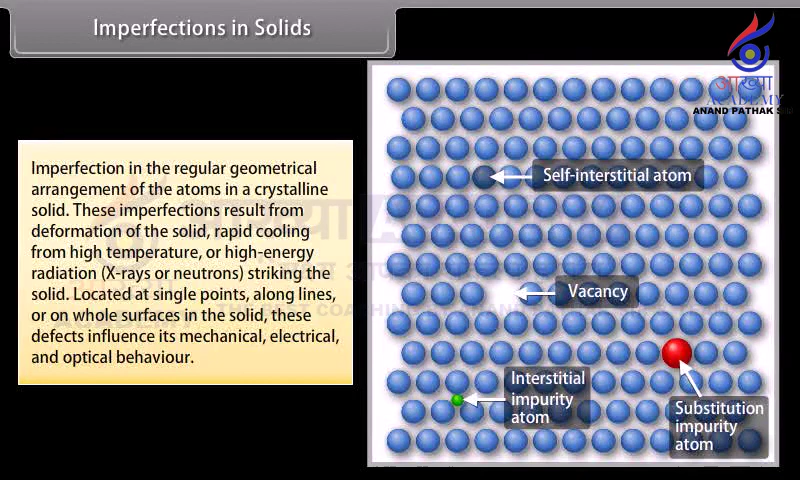 Imperfections in Solids
आख्या
ACADEMY
ANAND PATHAK
Imperfection in the regular geometrical
arrangement of the atoms in a crystalline
solid. These imperfections result from
deformation of the solid, rapid cooling
from high temperature, or high-energy
radiation (X-rays or neutrons) striking the
solid. Located at single points, along lines,
or on whole surfaces in the solid, these
defects influence its mechanical, electrical,
and optical behaviour.
Self-interstitial atom
Vacancy
Interstitial
impurity
atom
Substitution
impurity
atom
ACADEMY